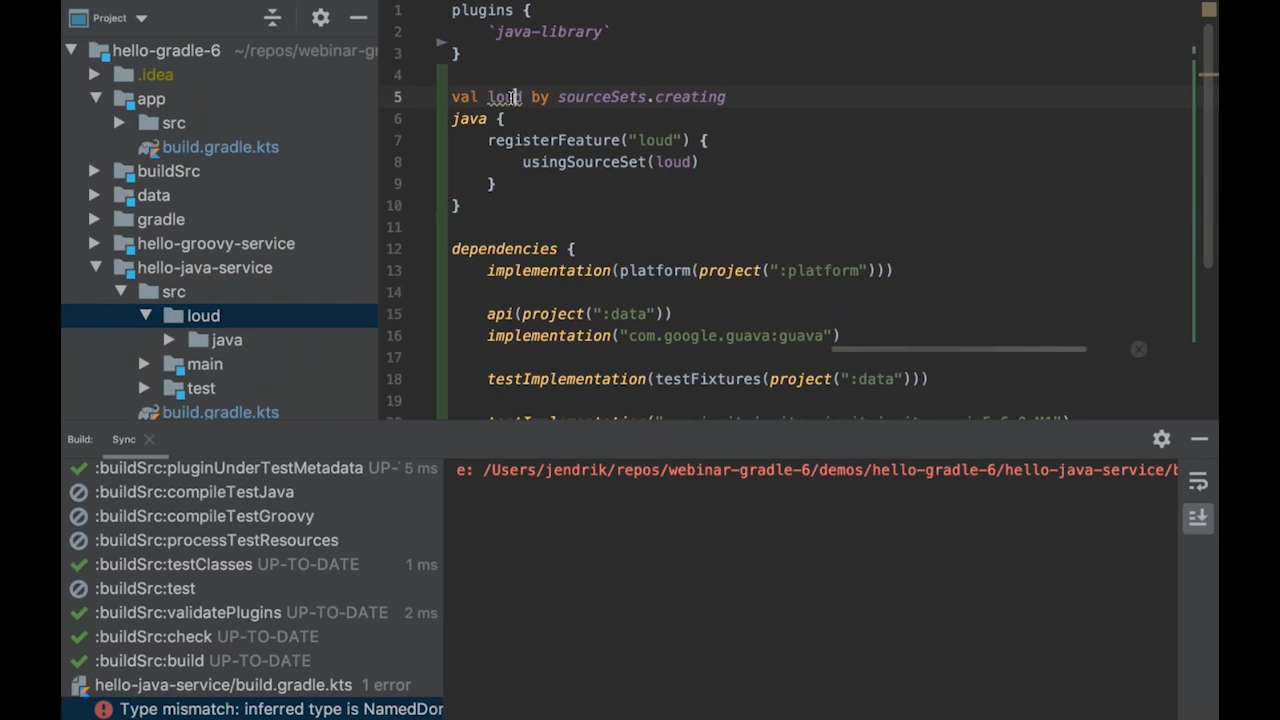 Project
hello-gradle-6 ~/repos/webinar-gr
.idea
app
src
build.gradle.kts
buildSrc
data
gradle
hello-groovy-service
hello-java-service
src
loud
java
main
test
build.gradle.kts
1 plugins {
2 `java-library`
3 }
4
5 val loud by sourceSets.creating
6 java {
7 registerFeature("loud") {
8 usingSourceSet(loud)
9 }
10 }
11
12 dependencies {
13 implementation(platform(project(":platform")))
14
15 api(project(":data"))
16 implementation("com.google.guava:guava")
17
18 testImplementation(testFixtures(project(":data")))
19
Build: Sync
:buildSrc:pluginUnderTestMetadata UP- 5 ms
:buildSrc:compileTestJava
:buildSrc:compileTestGroovy
:buildSrc:processTestResources
:buildSrc:testClasses UP-TO-DATE 1 ms
:buildSrc:test
:buildSrc:validatePlugins UP-TO-DATE 2 ms
:buildSrc:check UP-TO-DATE
:buildSrc:build UP-TO-DATE
hello-java-service/build.gradle.kts 1 error
Type mismatch: inferred type is NamedDor
e: /Users/jendrik/repos/webinar-gradle-6/demos/hello-gradle-6/hello-java-service/b